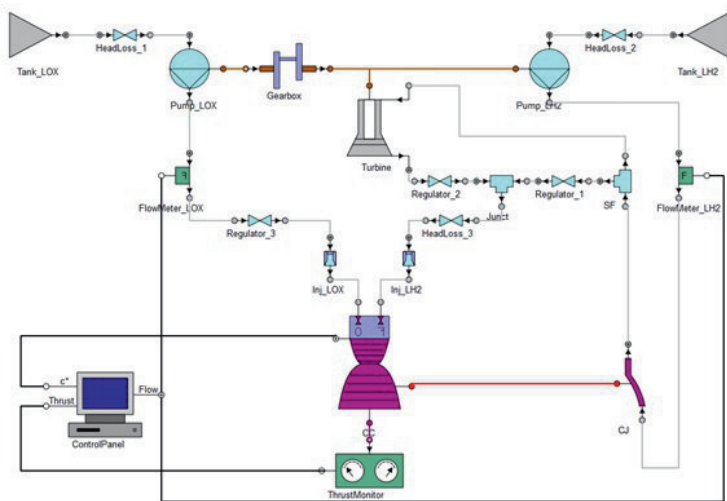 Tank_LOX
HeadLoss_1
HeadLoss_2
Tank_LH2
Pump_LOX
Gearbox
Pump_LH2
Turbine
Regulator_2
Junct
Regulator_1
SF
F
FlowMeter_LOX
F
FlowMeter_LH2
Regulator_3
HeadLoss_3
Inj_LOX
Inj_LH2
O F
c*
Thrust
Flow
ControlPanel
CC
CJ
ThrustMonitor